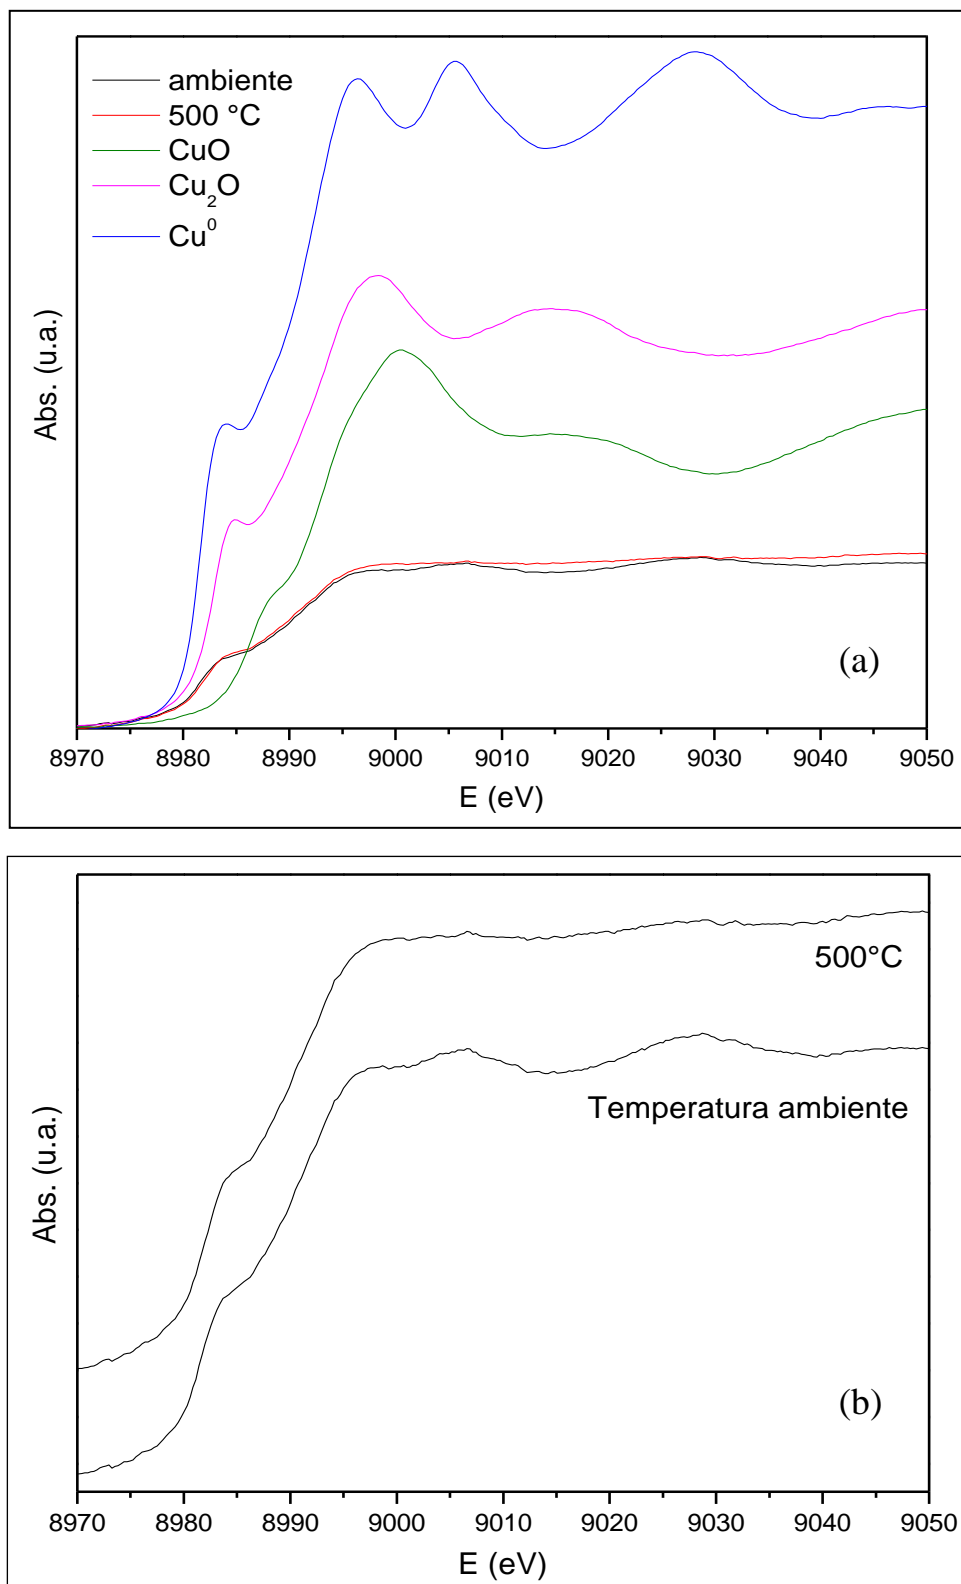 ambiente
500 °C
CuO
Cu₂O
Cu⁰
Abs. (u.a.)
(a)
8970 8980 8990 9000 9010 9020 9030 9040 9050
E (eV)
500°C
Temperatura ambiente
Abs. (u.a.)
(b)
8970 8980 8990 9000 9010 9020 9030 9040 9050
E (eV)